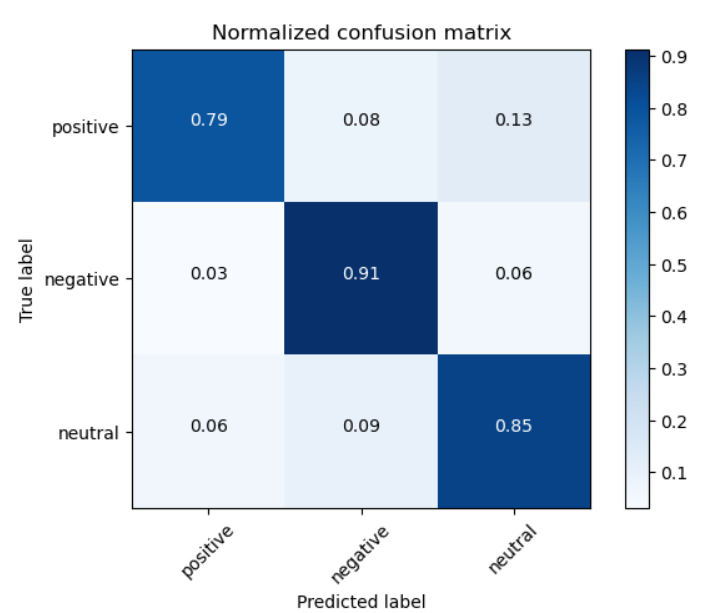 Normalized confusion matrix
True label
positive 0.79 0.08 0.13
negative 0.03 0.91 0.06
neutral 0.06 0.09 0.85
positive negative neutral
Predicted label
0.9
0.8
0.7
0.6
0.5
0.4
0.3
0.2
0.1